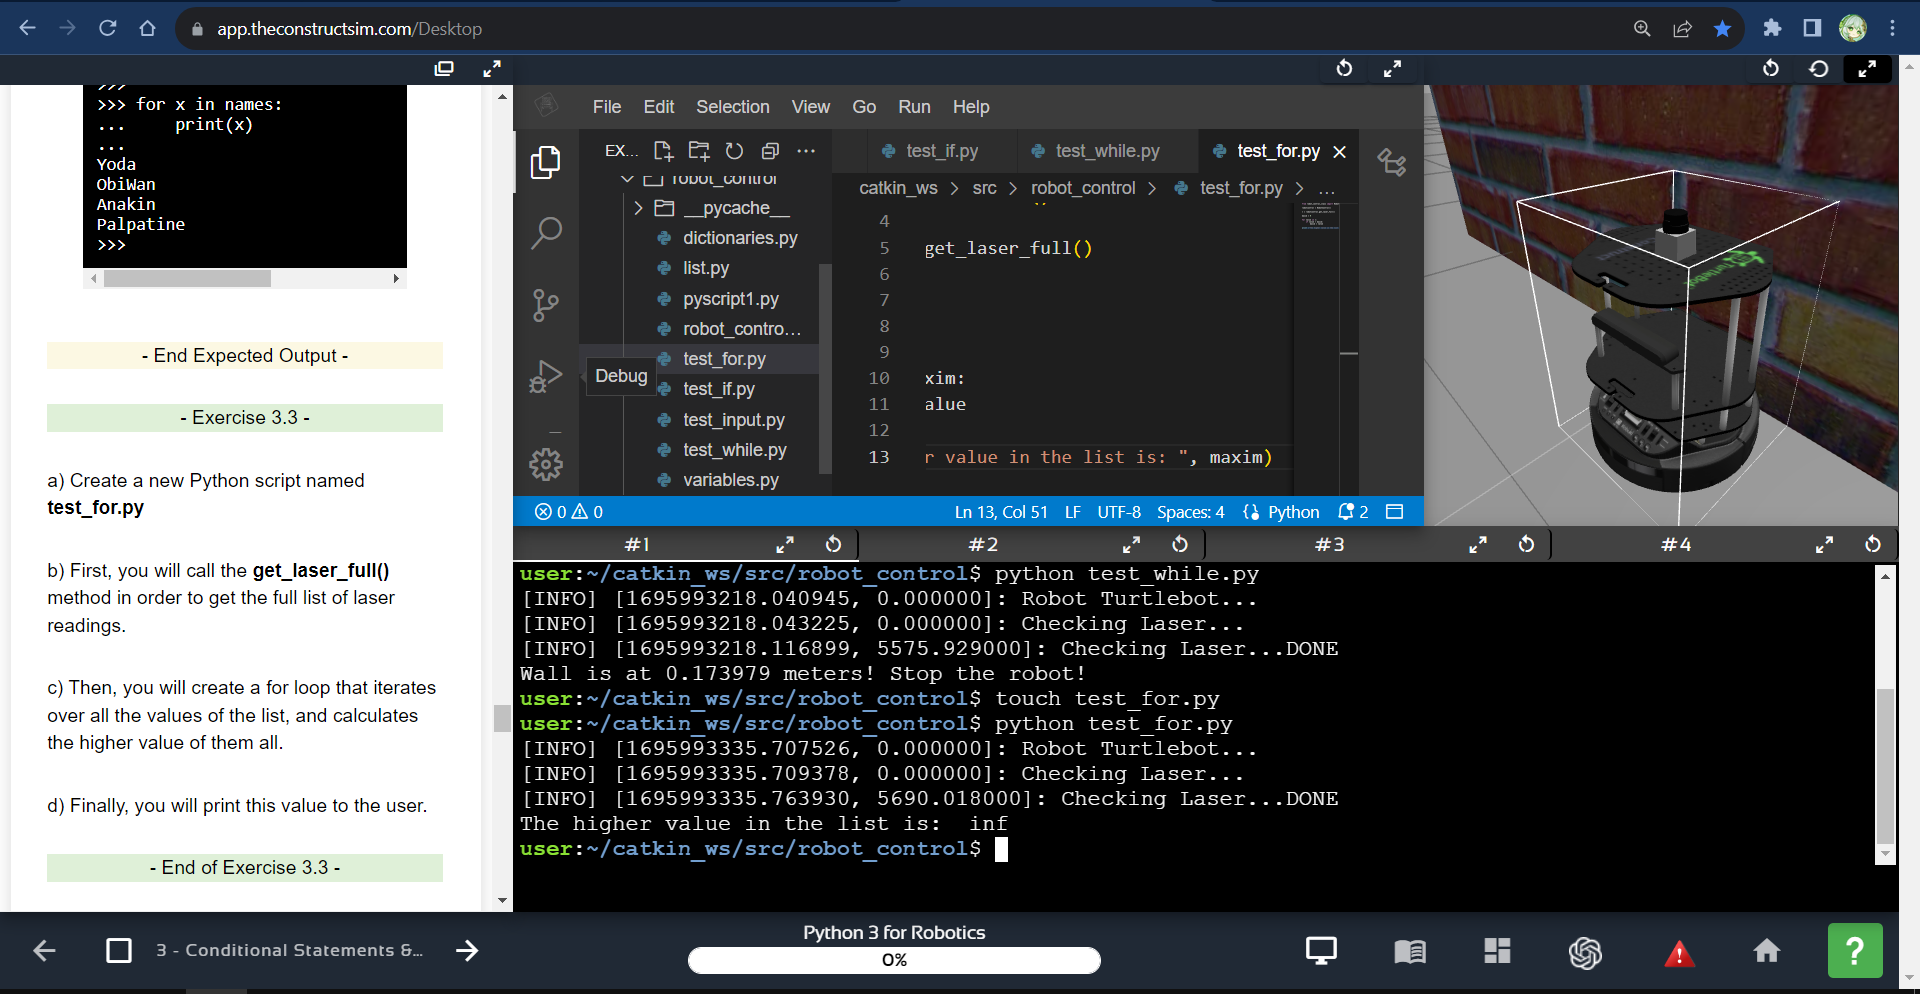 app.theconstructsim.com/Desktop
>>>
>>> for x in names:
...     print(x)
...
Yoda
ObiWan
Anakin
Palpatine
>>>
- End Expected Output -
- Exercise 3.3 -
a) Create a new Python script named
test_for.py
b) First, you will call the get_laser_full()
method in order to get the full list of laser
readings.
c) Then, you will create a for loop that iterates
over all the values of the list, and calculates
the higher value of them all.
d) Finally, you will print this value to the user.
- End of Exercise 3.3 -
File Edit Selection View Go Run Help
EX...
robot_control
__pycache__
dictionaries.py
list.py
pyscript1.py
robot_contro...
test_for.py
test_if.py
test_input.py
test_while.py
variables.py
Debug
test_if.py test_while.py test_for.py
catkin_ws > src > robot_control > test_for.py > ...
4
5 get_laser_full()
6
7
8
9
10 xim:
11 alue
12
13 r value in the list is: ", maxim)
0 0 Ln 13, Col 51 LF UTF-8 Spaces: 4 Python 2
#1 #2 #3 #4
user:~/catkin_ws/src/robot_control$ python test_while.py
[INFO] [1695993218.040945, 0.000000]: Robot Turtlebot...
[INFO] [1695993218.043225, 0.000000]: Checking Laser...
[INFO] [1695993218.116899, 5575.929000]: Checking Laser...DONE
Wall is at 0.173979 meters! Stop the robot!
user:~/catkin_ws/src/robot_control$ touch test_for.py
user:~/catkin_ws/src/robot_control$ python test_for.py
[INFO] [1695993335.707526, 0.000000]: Robot Turtlebot...
[INFO] [1695993335.709378, 0.000000]: Checking Laser...
[INFO] [1695993335.763930, 5690.018000]: Checking Laser...DONE
The higher value in the list is:  inf
user:~/catkin_ws/src/robot_control$
3 - Conditional Statements &...
Python 3 for Robotics
0%
?